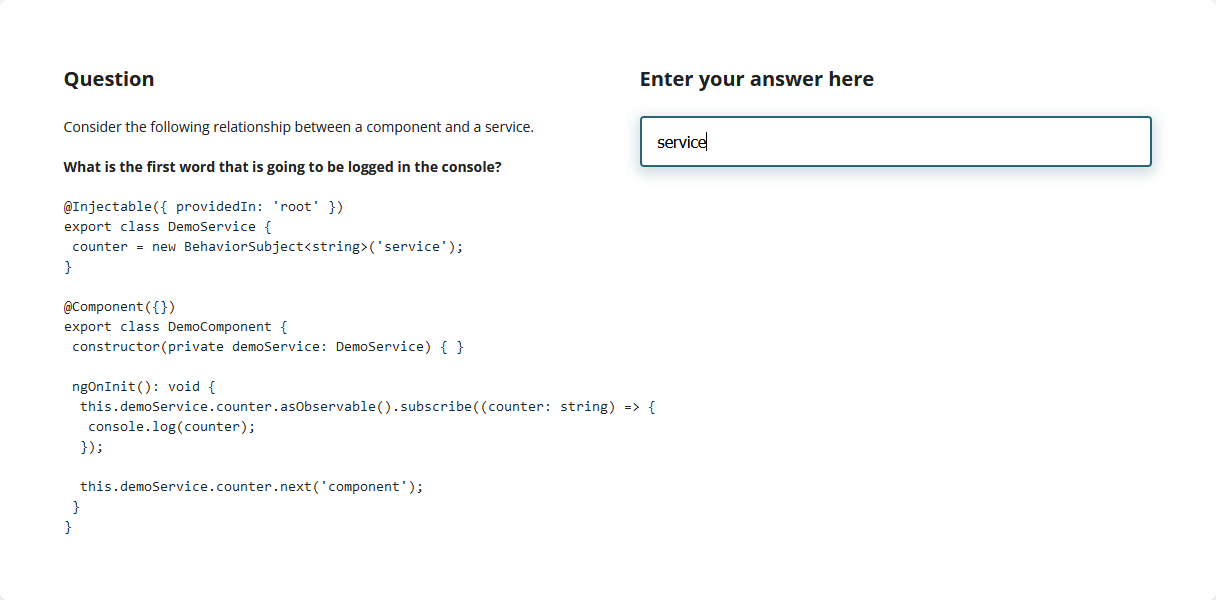 Question
Consider the following relationship between a component and a service.
What is the first word that is going to be logged in the console?
@Injectable({ providedIn: 'root' })
export class DemoService {
 counter = new BehaviorSubject<string>('service');
}
@Component({})
export class DemoComponent {
 constructor(private demoService: DemoService) { }
 ngOnInit(): void {
  this.demoService.counter.asObservable().subscribe((counter: string) => {
   console.log(counter);
  });
  this.demoService.counter.next('component');
 }
}
Enter your answer here
service